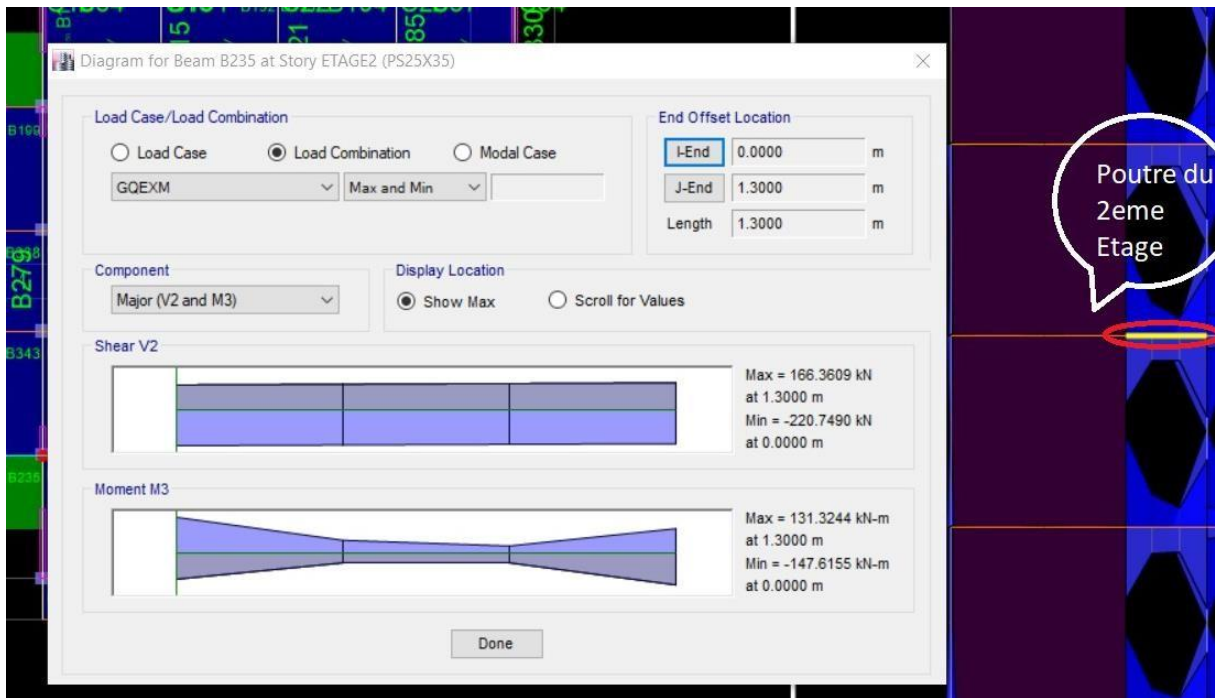 15
21
85
B199
B279
B343
B235
Diagram for Beam B235 at Story ETAGE2 (PS25X35)
Load Case/Load Combination
Load Case
Load Combination
Modal Case
GQEXM
Max and Min
End Offset Location
I-End
0.0000
m
J-End
1.3000
m
Length
1.3000
m
Component
Major (V2 and M3)
Display Location
Show Max
Scroll for Values
Shear V2
Max = 166.3609 kN
at 1.3000 m
Min = -220.7490 kN
at 0.0000 m
Moment M3
Max = 131.3244 kN-m
at 1.3000 m
Min = -147.6155 kN-m
at 0.0000 m
Done
Poutre du
2eme
Etage